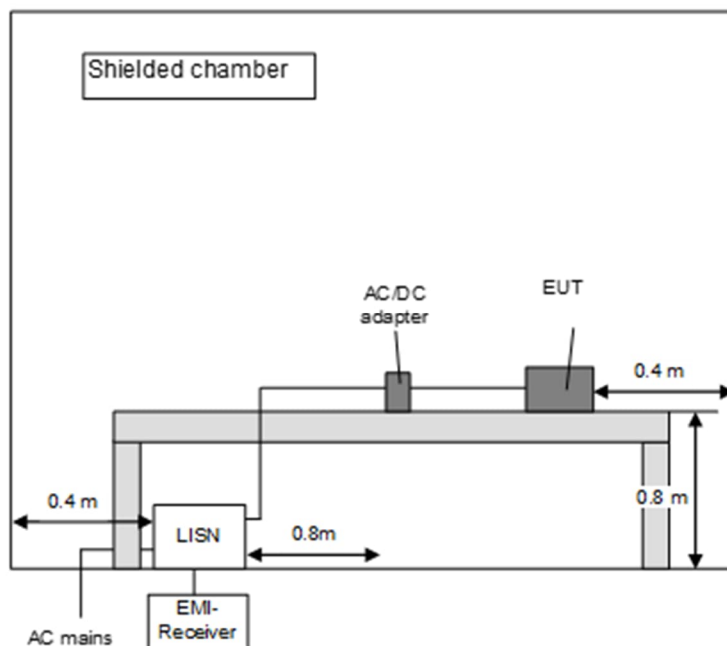 Shielded chamber
EUT
AC/DC
adapter
0.4 m
0.4 m
0.8 m
LISN
0.8m
EMI-
Receiver
AC mains